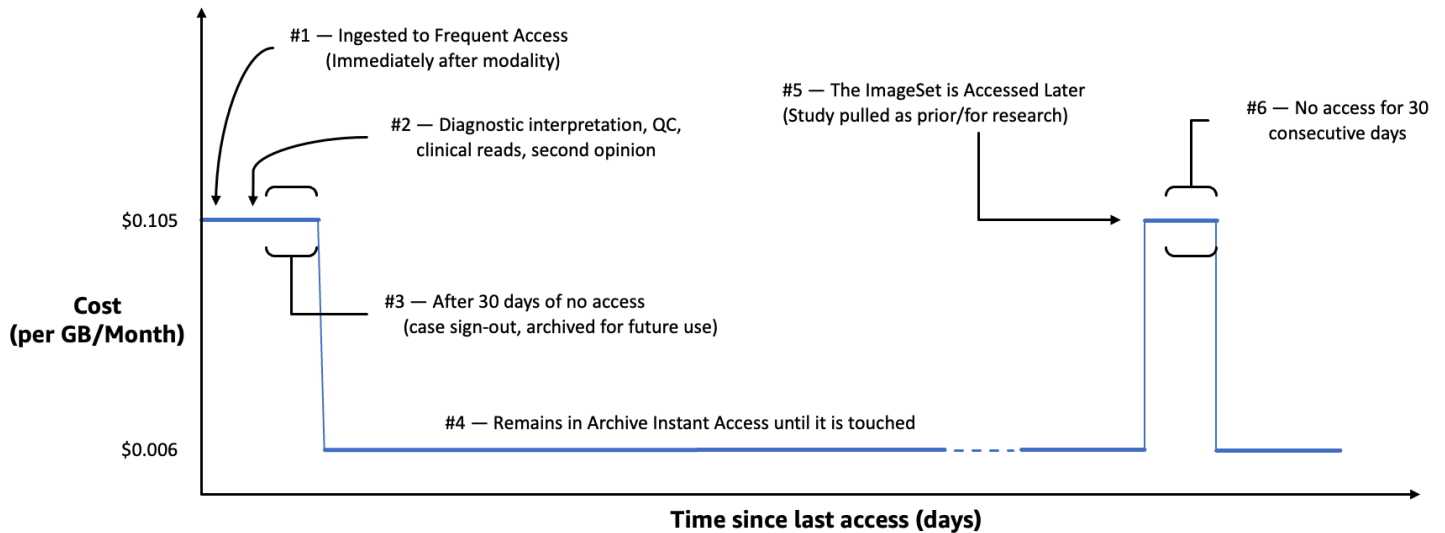 #1 — Ingested to Frequent Access
(Immediately after modality)
#2 — Diagnostic interpretation, QC,
clinical reads, second opinion
#5 — The ImageSet is Accessed Later
(Study pulled as prior/for research)
#6 — No access for 30
consecutive days
$0.105
Cost
(per GB/Month)
#3 — After 30 days of no access
(case sign-out, archived for future use)
#4 — Remains in Archive Instant Access until it is touched
$0.006
Time since last access (days)